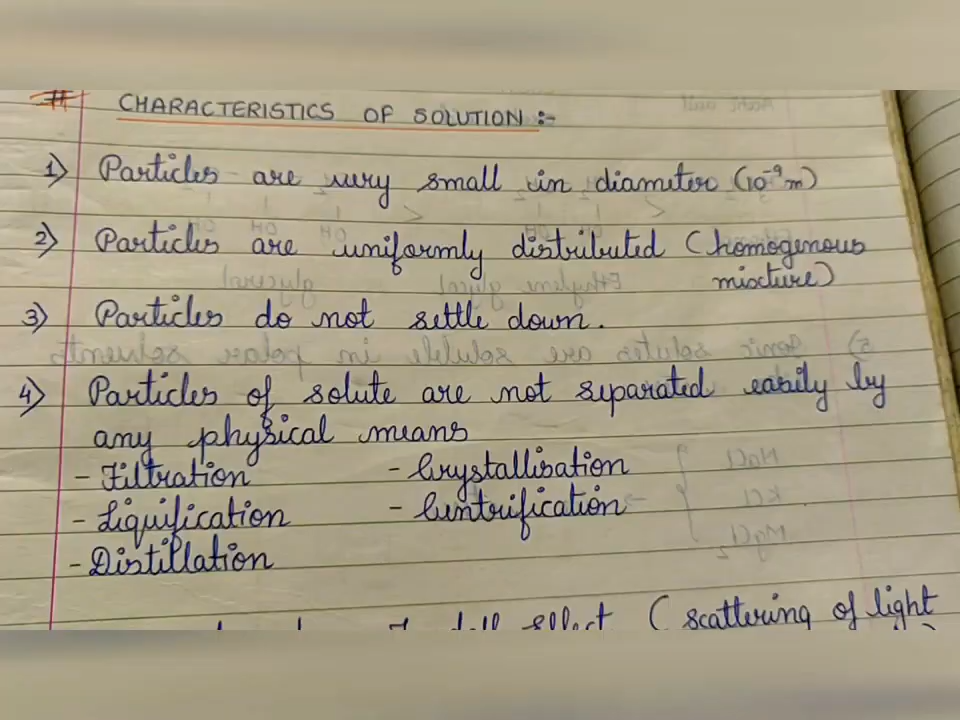 # CHARACTERISTICS OF SOLUTION :-
1) Particles are very small in diameter (10⁻⁹m)
2) Particles are uniformly distributed (homogenous
mixture)
3) Particles do not settle down.
4) Particles of solute are not separated easily by
any physical means
- Filtration - Crystallisation
- Liquification - Centrification
- Distillation
effect (scattering of light